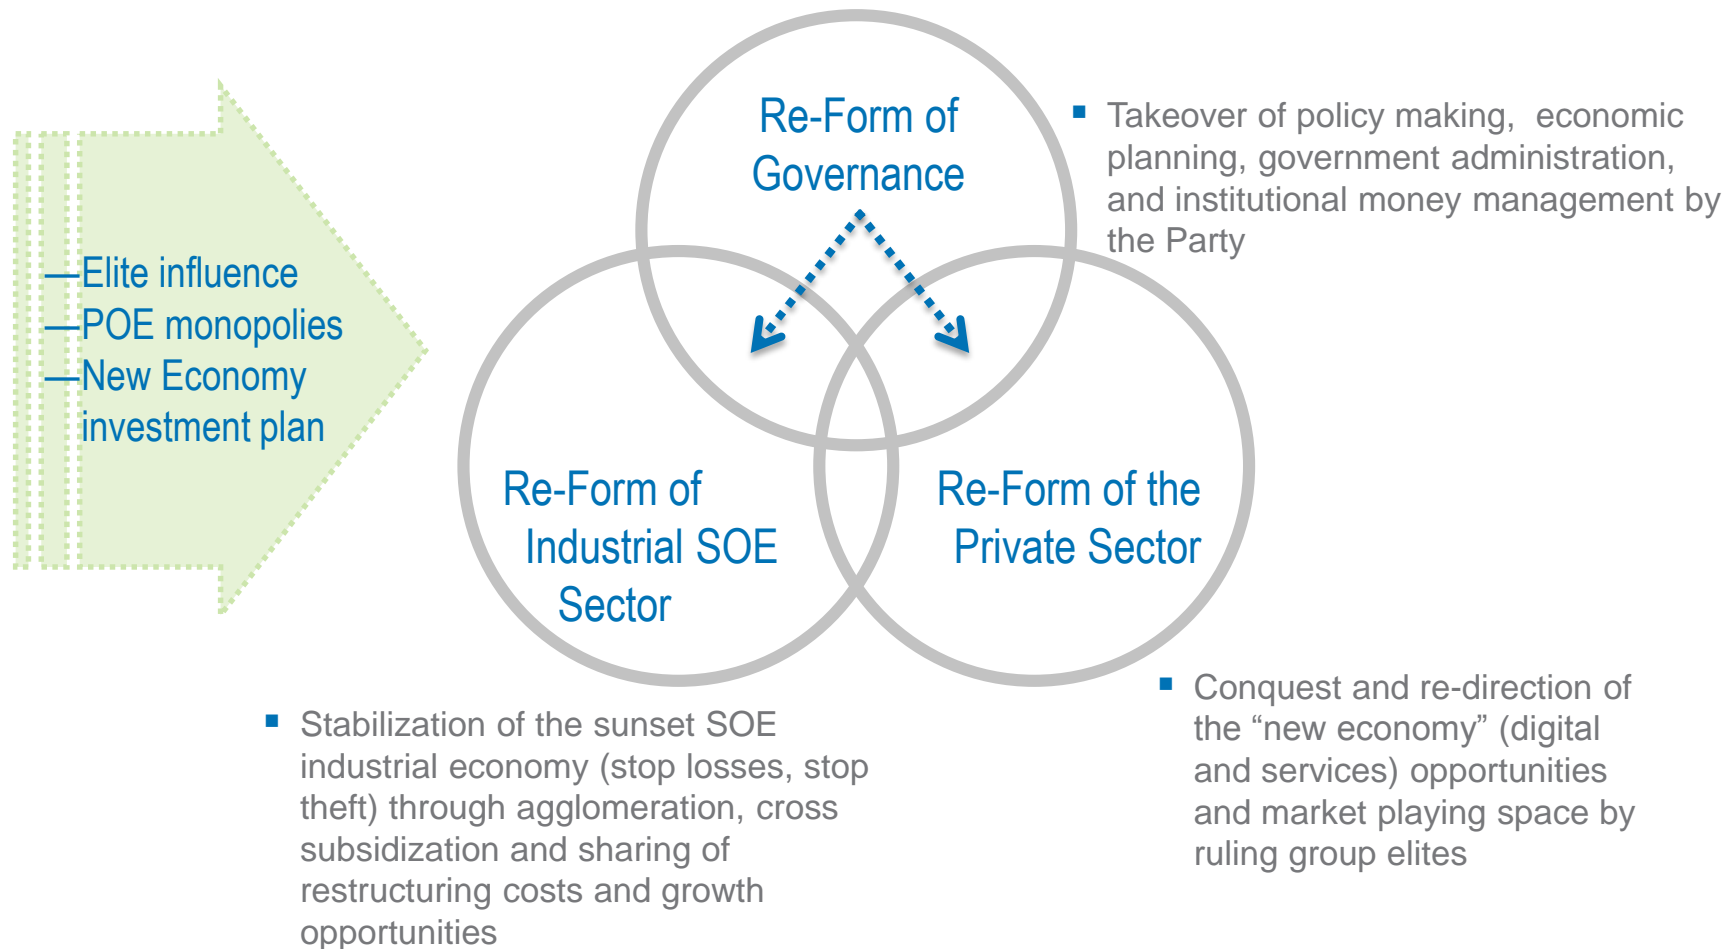 Re-Form of
Governance
▪ Takeover of policy making, economic
planning, government administration,
and institutional money management by
the Party
—Elite influence
—POE monopolies
—New Economy
investment plan
Re-Form of
Industrial SOE
Sector
Re-Form of the
Private Sector
▪ Stabilization of the sunset SOE
industrial economy (stop losses, stop
theft) through agglomeration, cross
subsidization and sharing of
restructuring costs and growth
opportunities
▪ Conquest and re-direction of
the “new economy” (digital
and services) opportunities
and market playing space by
ruling group elites